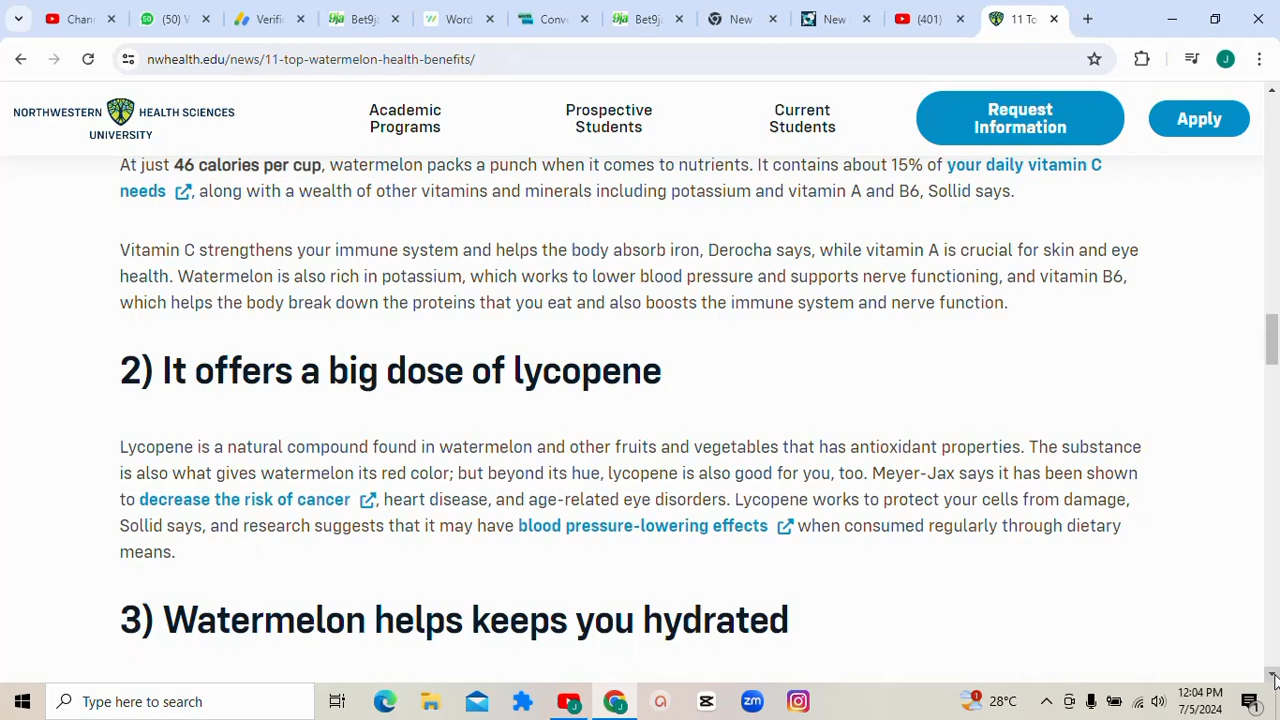 Chan
(50) V
Verifi
Bet9ja
Word
Conve
Bet9ja
New
New
(401)
11 To
nwhealth.edu/news/11-top-watermelon-health-benefits/
J
NORTHWESTERN HEALTH SCIENCES
UNIVERSITY
Academic
Programs
Prospective
Students
Current
Students
Request
Information
Apply
At just 46 calories per cup, watermelon packs a punch when it comes to nutrients. It contains about 15% of your daily vitamin C
needs , along with a wealth of other vitamins and minerals including potassium and vitamin A and B6, Sollid says.
Vitamin C strengthens your immune system and helps the body absorb iron, Derocha says, while vitamin A is crucial for skin and eye
health. Watermelon is also rich in potassium, which works to lower blood pressure and supports nerve functioning, and vitamin B6,
which helps the body break down the proteins that you eat and also boosts the immune system and nerve function.
2) It offers a big dose of lycopene
Lycopene is a natural compound found in watermelon and other fruits and vegetables that has antioxidant properties. The substance
is also what gives watermelon its red color; but beyond its hue, lycopene is also good for you, too. Meyer-Jax says it has been shown
to decrease the risk of cancer , heart disease, and age-related eye disorders. Lycopene works to protect your cells from damage,
Sollid says, and research suggests that it may have blood pressure-lowering effects when consumed regularly through dietary
means.
3) Watermelon helps keeps you hydrated
Type here to search
28°C
12:04 PM
7/5/2024